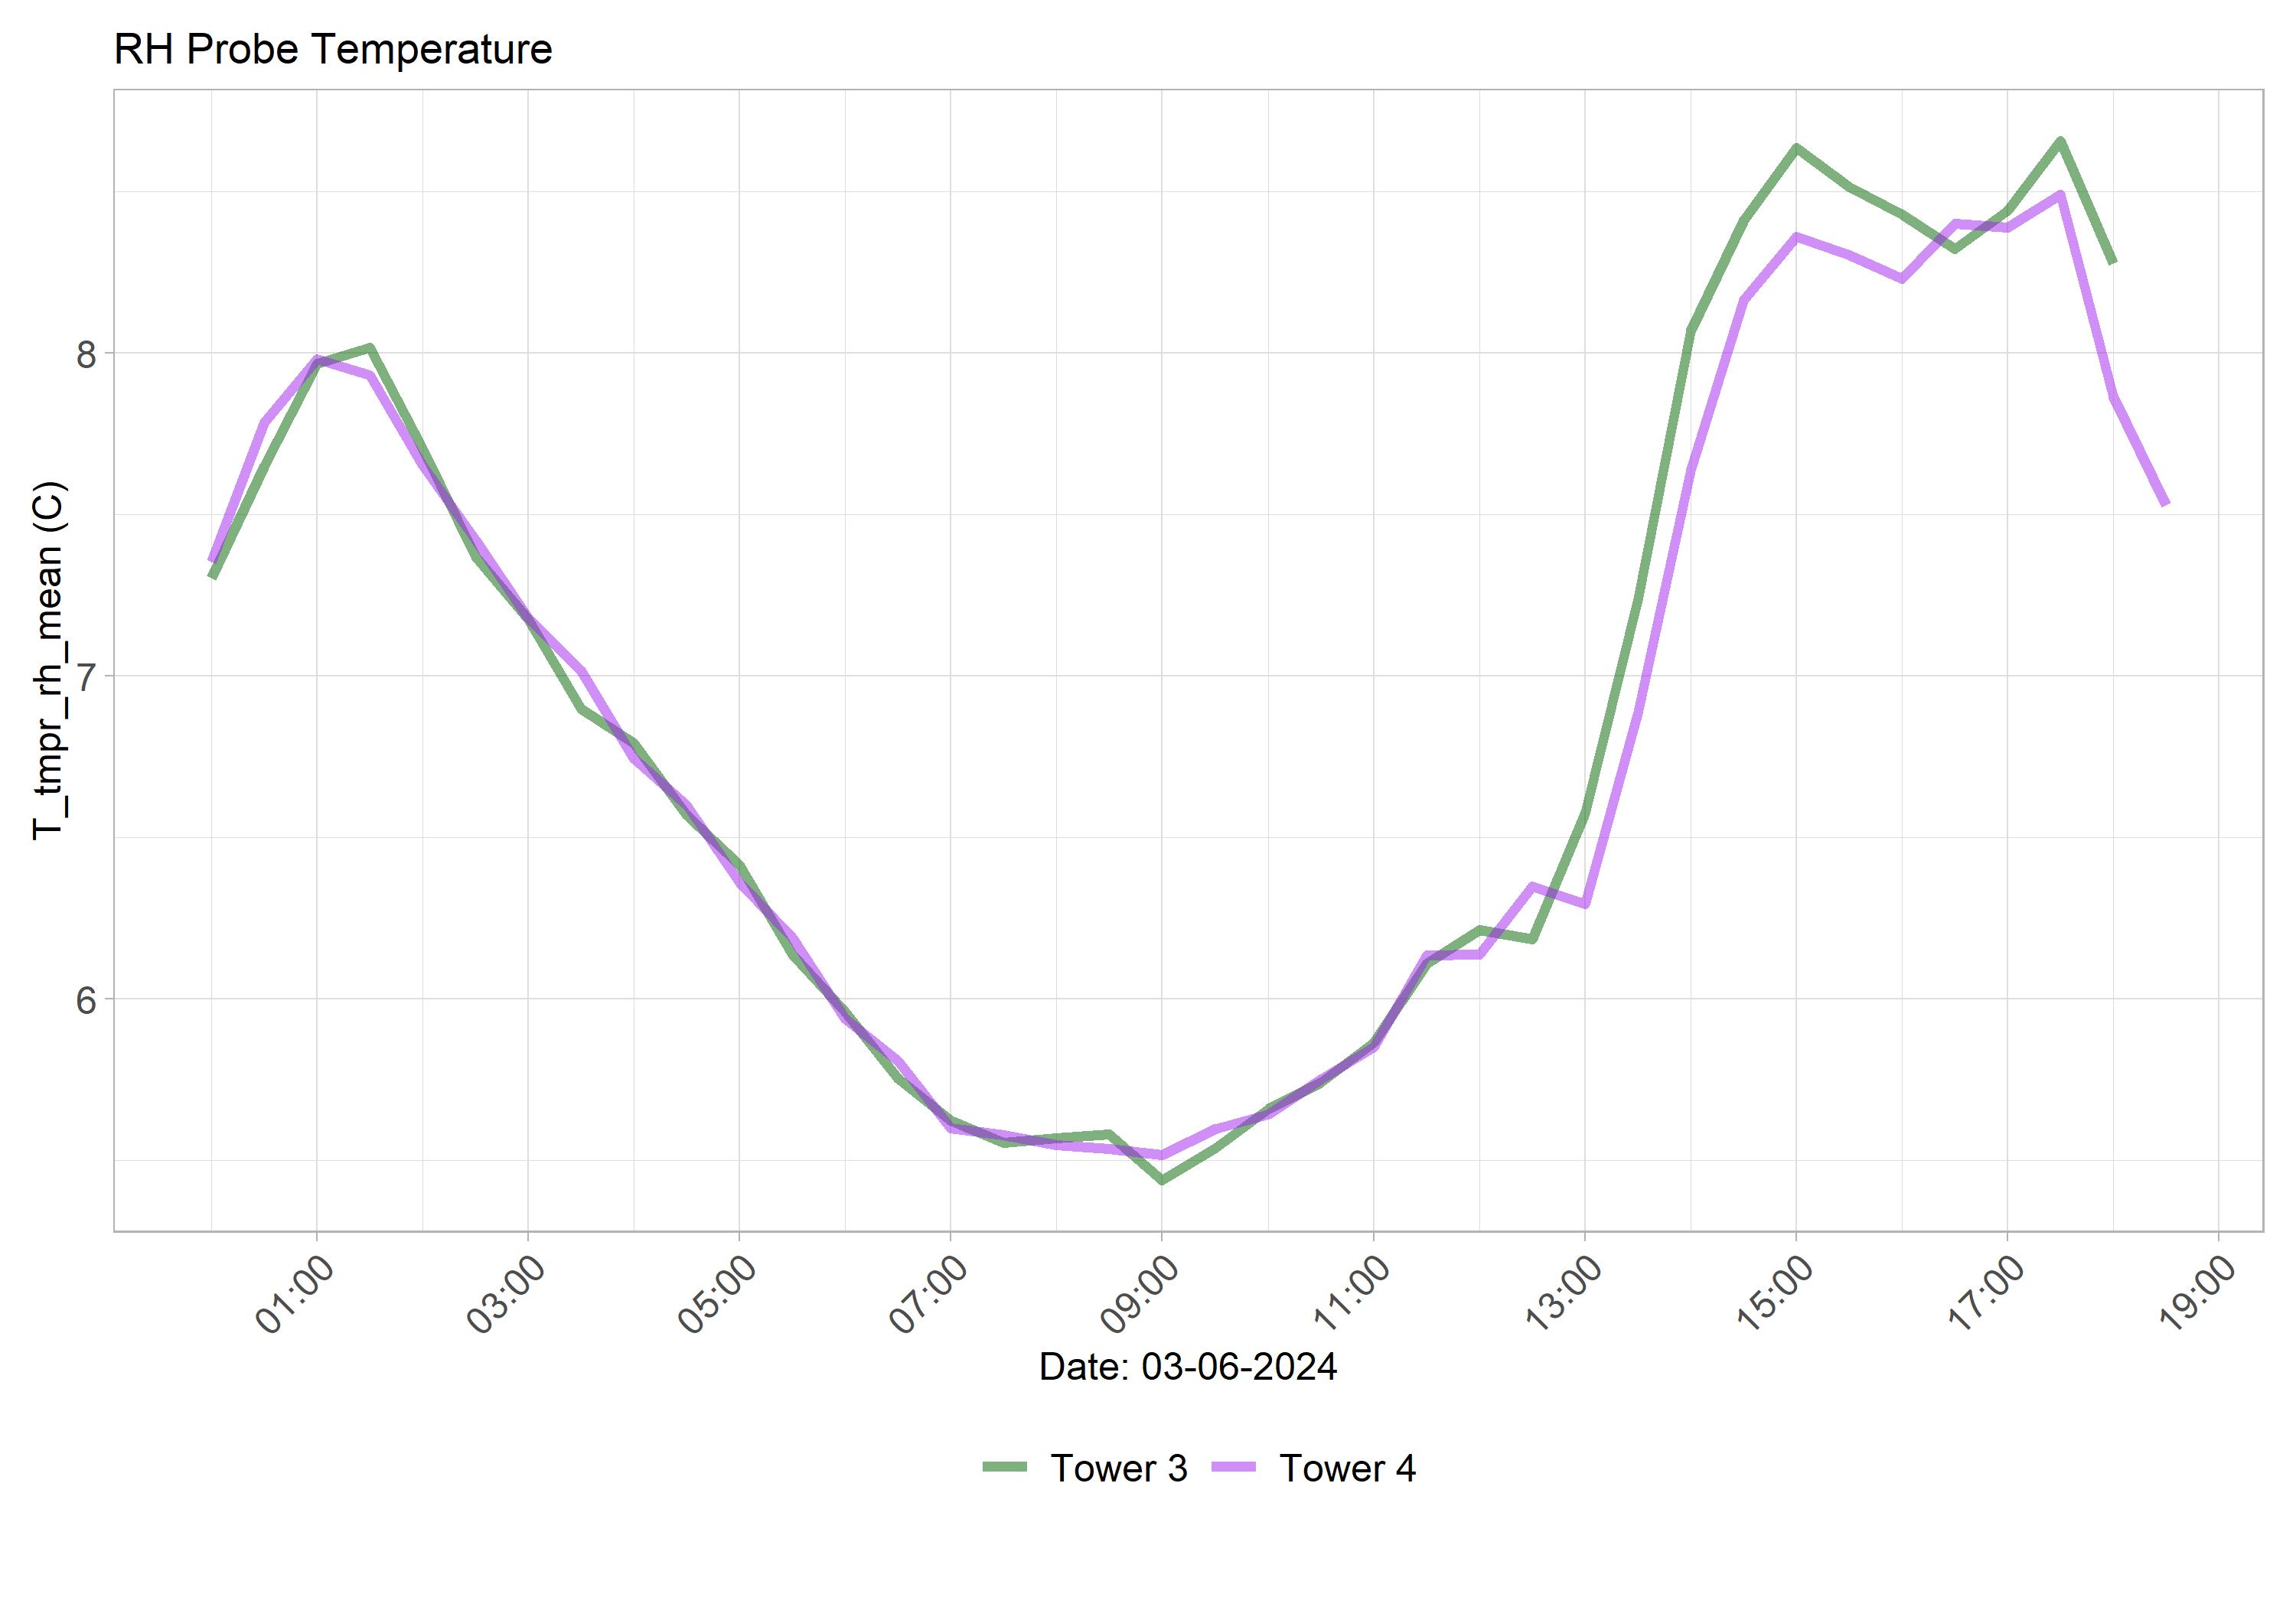 RH Probe Temperature
T_tmpr_rh_mean (C)
8
7
6
01:00
03:00
05:00
07:00
09:00
11:00
13:00
15:00
17:00
19:00
Date: 03-06-2024
Tower 3
Tower 4